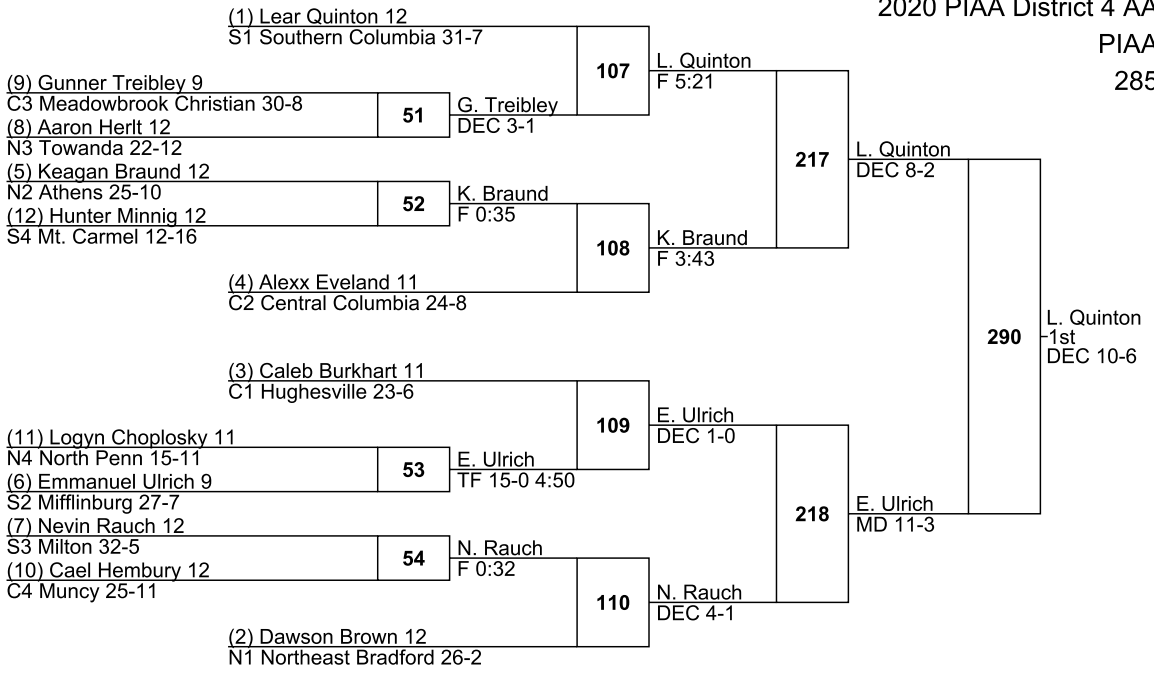 2020 PIAA District 4 AA
PIAA
285
(1) Lear Quinton 12
S1 Southern Columbia 31-7
107
L. Quinton
F 5:21
(9) Gunner Treibley 9
C3 Meadowbrook Christian 30-8
51
G. Treibley
DEC 3-1
(8) Aaron Herlt 12
N3 Towanda 22-12
217
L. Quinton
DEC 8-2
(5) Keagan Braund 12
N2 Athens 25-10
52
K. Braund
F 0:35
(12) Hunter Minnig 12
S4 Mt. Carmel 12-16
108
K. Braund
F 3:43
(4) Alexx Eveland 11
C2 Central Columbia 24-8
290
L. Quinton
1st
DEC 10-6
(3) Caleb Burkhart 11
C1 Hughesville 23-6
109
E. Ulrich
DEC 1-0
(11) Logyn Choplosky 11
N4 North Penn 15-11
53
E. Ulrich
TF 15-0 4:50
(6) Emmanuel Ulrich 9
S2 Mifflinburg 27-7
218
E. Ulrich
MD 11-3
(7) Nevin Rauch 12
S3 Milton 32-5
54
N. Rauch
F 0:32
(10) Cael Hembury 12
C4 Muncy 25-11
110
N. Rauch
DEC 4-1
(2) Dawson Brown 12
N1 Northeast Bradford 26-2